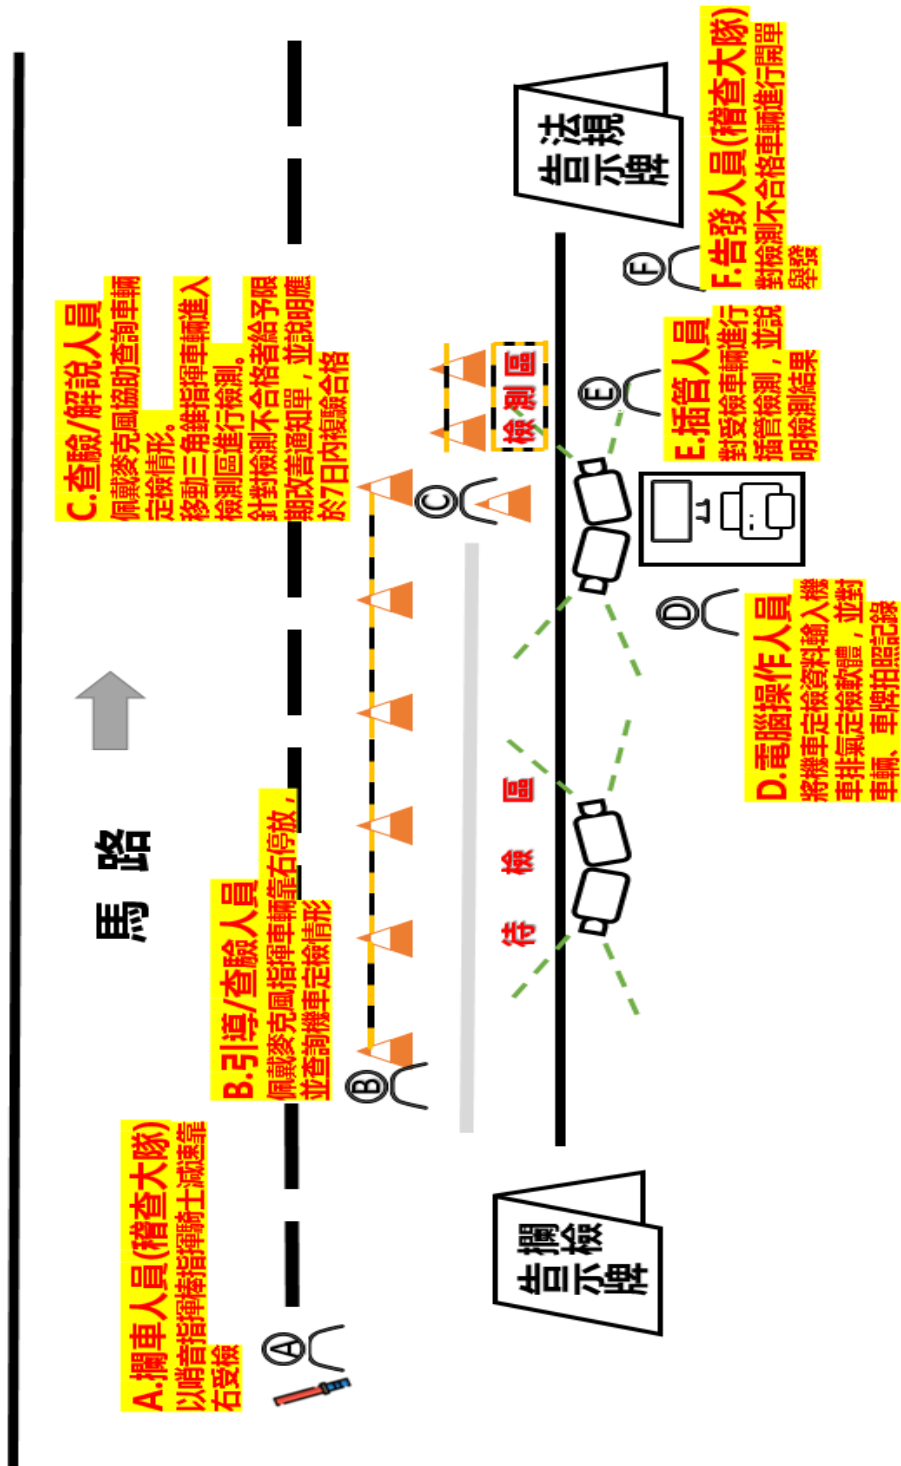 馬路
A.攔車人員(稽查大隊)
以哨音指揮棒指揮騎士減速靠
右受檢
B.引導/查驗人員
佩戴麥克風指揮車輛靠右停放，
並查詢機車定檢情形
C.查驗/解說人員
佩戴麥克風協助查詢車輛
定檢情形。
移動三角錐指揮車輛進入
檢測區進行檢測。
針對檢測不合格者給予限
期改善通知單，並說明應
於7日內複驗合格
A
B
C
待檢區
檢測區
攔檢
告示牌
法規
告示牌
D
E
F
D.電腦操作人員
將機車定檢資料輸入機
車排氣定檢軟體，並對
車輛、車牌拍照記錄
E.插管人員
對受檢車輛進行
插管檢測，並說
明檢測結果
F.告發人員(稽查大隊)
對檢測不合格車輛進行開單
舉發